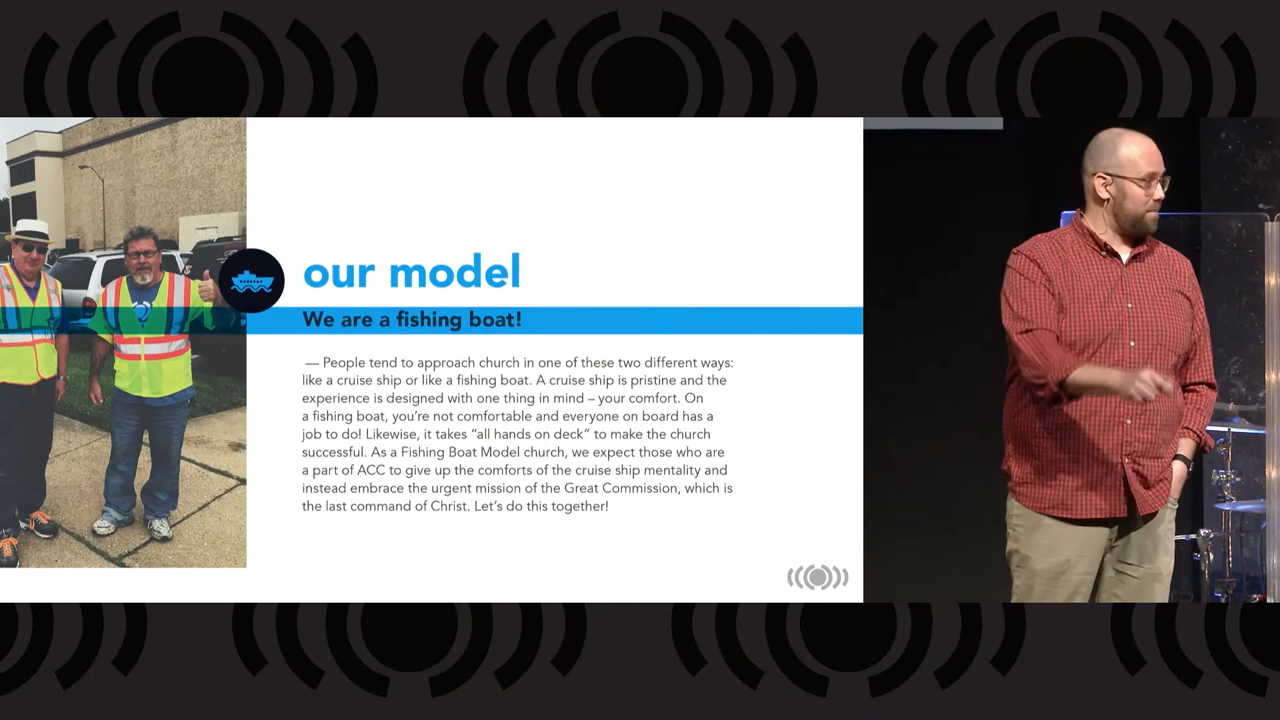 our model
We are a fishing boat!
— People tend to approach church in one of these two different ways:
like a cruise ship or like a fishing boat. A cruise ship is pristine and the
experience is designed with one thing in mind – your comfort. On
a fishing boat, you're not comfortable and everyone on board has a
job to do! Likewise, it takes “all hands on deck” to make the church
successful. As a Fishing Boat Model church, we expect those who are
a part of ACC to give up the comforts of the cruise ship mentality and
instead embrace the urgent mission of the Great Commission, which is
the last command of Christ. Let's do this together!